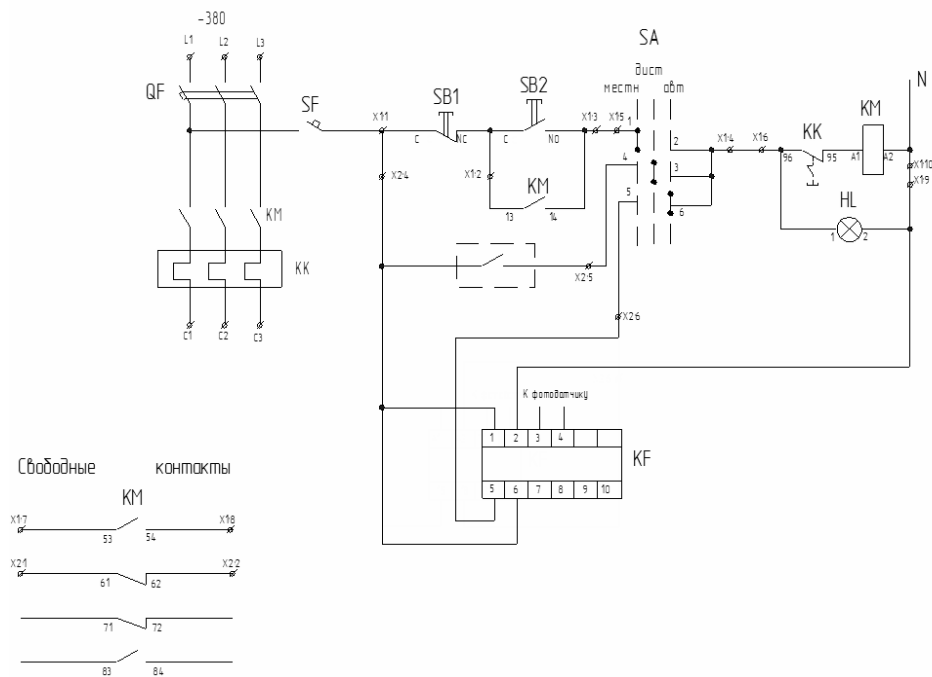 ~380
L1 L2 L3
QF
SF
X1:1
SB1
C NC
SB2
C NO
X1:3 X1:5
SA
местн дист авт
1
2
3
4
5
6
X1:4 X1:6
KK
96 95
KM
A1 A2
N
X1:10
X1:9
HL
1 2
X2:4
X1:2
KM
13 14
KM
KK
C1 C2 C3
X2:5
X2:6
К фотодатчику
1 2 3 4
KF
5 6 7 8 9 10
Свободные контакты
KM
X1:7 53 54 X1:8
X2:1 61 62 X2:2
71 72
83 84